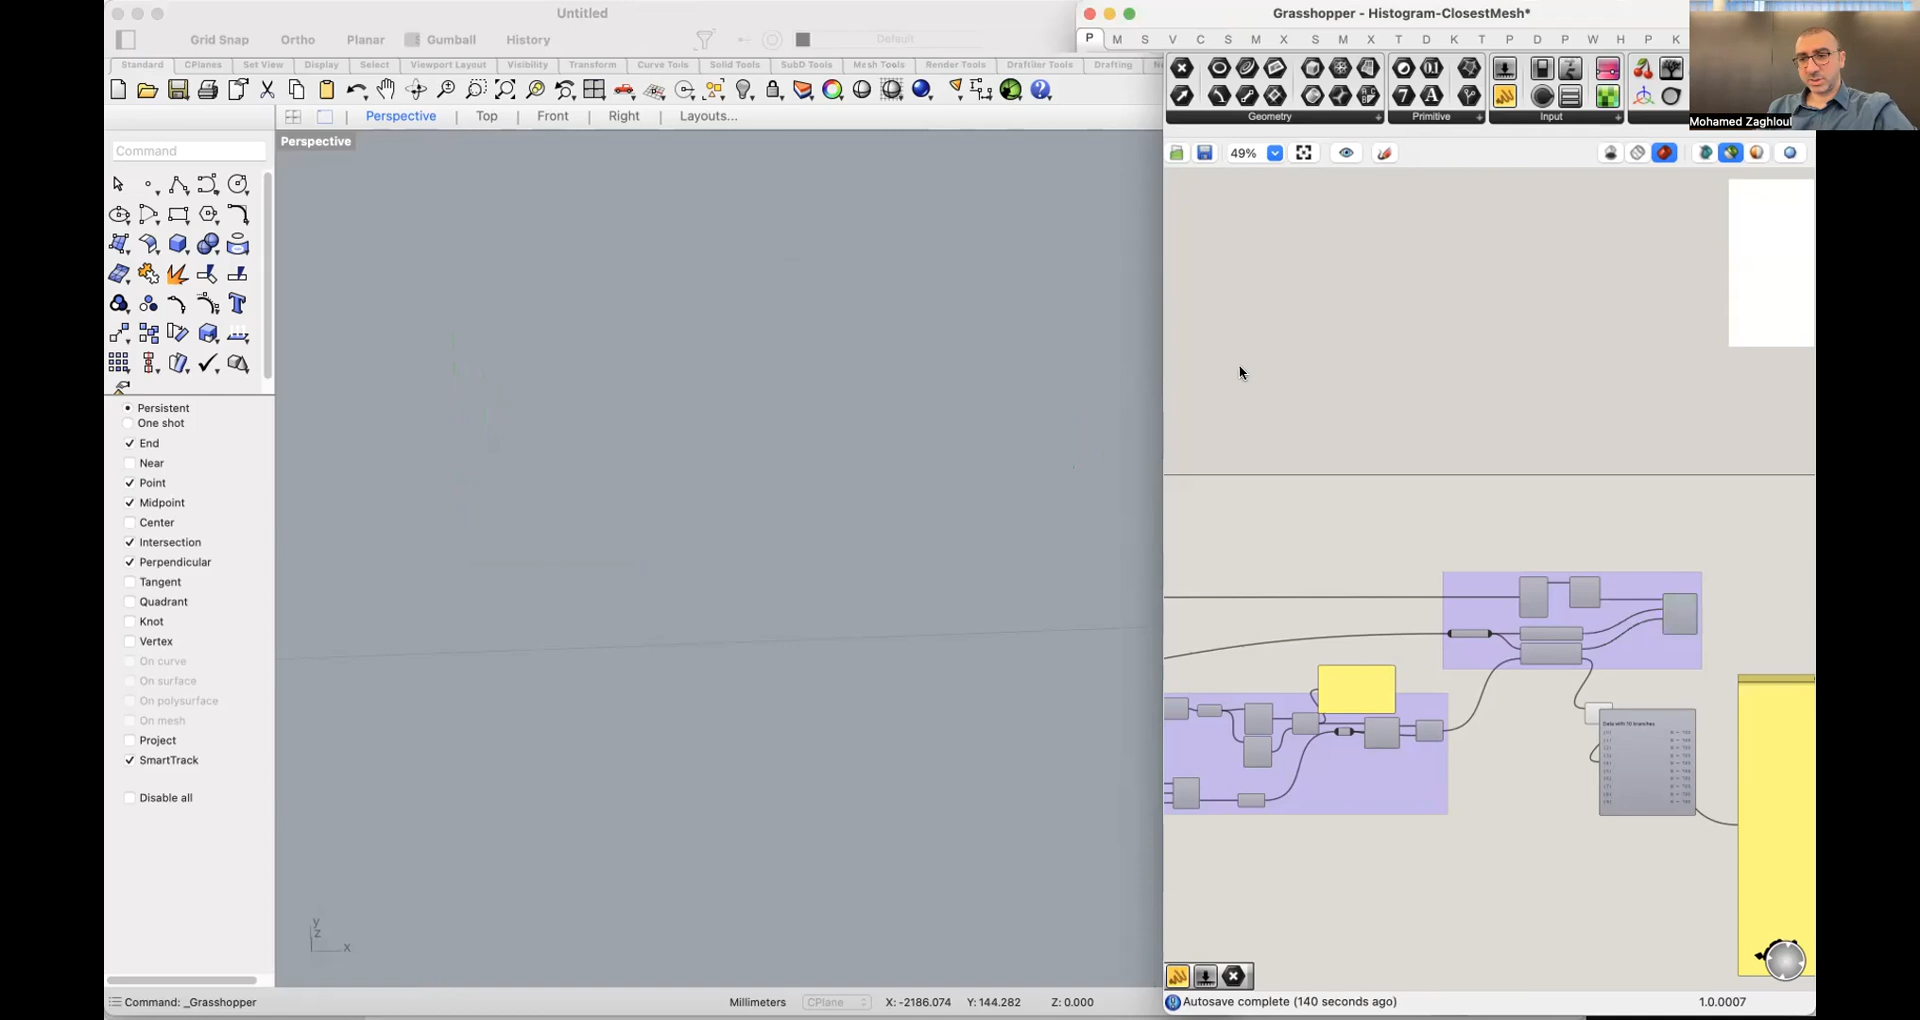 Untitled
Grasshopper - Histogram-ClosestMesh*
Grid Snap Ortho Planar Gumball History Default
P M S V C S M X S M X T D K T D P W H P K
Standard CPlanes Set View Display Select Viewport Layout Visibility Transform Curve Tools Solid Tools SubD Tools Mesh Tools Render Tools Drafting
Geometry Primitive Input
Mohamed Zaghloul
Perspective Top Front Right Layouts...
Perspective
Command
49%
Persistent
One shot
End
Near
Point
Midpoint
Center
Intersection
Perpendicular
Tangent
Quadrant
Knot
Vertex
On curve
On surface
On polysurface
On mesh
Project
SmartTrack
Disable all
Data with 10 branches
y
z
x
Command: _Grasshopper
Millimeters CPlane X: -2186.074 Y: 144.282 Z: 0.000
Autosave complete (140 seconds ago)
1.0.0007